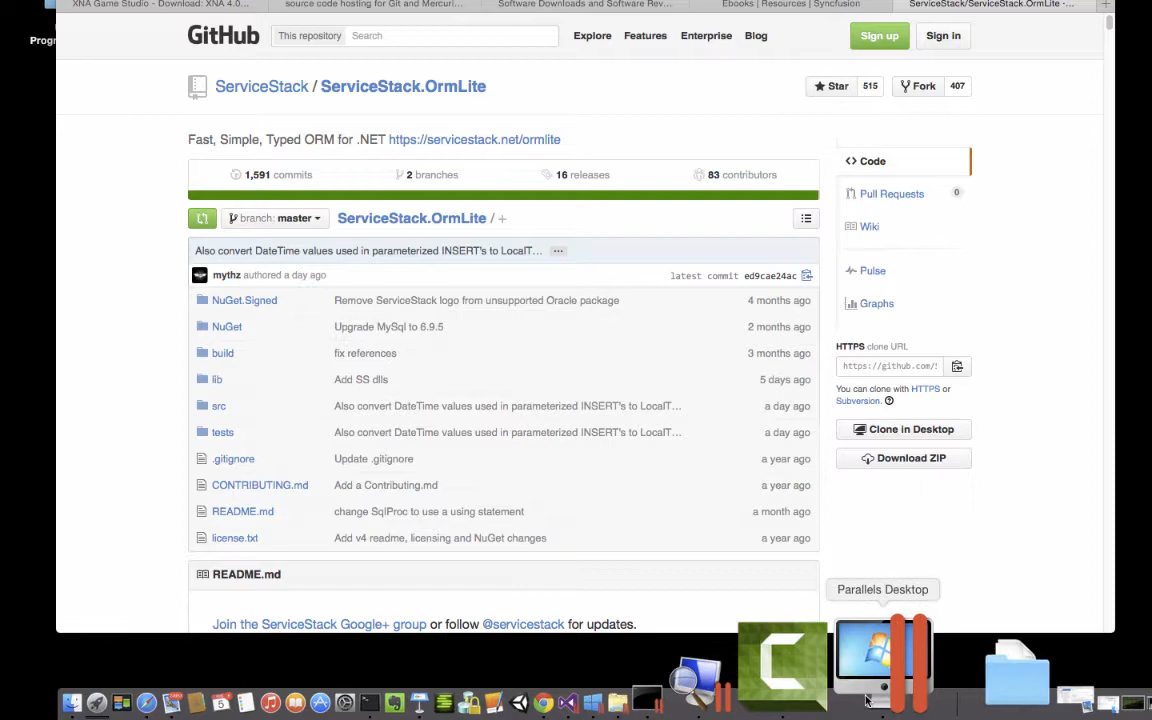 XNA Game Studio - Download: XNA 4.0...
source code hosting for Git and Mercuri...
Software Downloads and Software Rev...
Ebooks | Resources | Syncfusion
ServiceStack/ServiceStack.OrmLite -...
Progr
GitHub
This repository Search
Explore Features Enterprise Blog
Sign up Sign in
ServiceStack / ServiceStack.OrmLite
Star 515 Fork 407
Fast, Simple, Typed ORM for .NET https://servicestack.net/ormlite
1,591 commits 2 branches 16 releases 83 contributors
branch: master ServiceStack.OrmLite / +
Also convert DateTime values used in parameterized INSERT's to LocalT… ...
mythz authored a day ago latest commit ed9cae24ac
NuGet.Signed Remove ServiceStack logo from unsupported Oracle package 4 months ago
NuGet Upgrade MySql to 6.9.5 2 months ago
build fix references 3 months ago
lib Add SS dlls 5 days ago
src Also convert DateTime values used in parameterized INSERT's to LocalT… a day ago
tests Also convert DateTime values used in parameterized INSERT's to LocalT… a day ago
.gitignore Update .gitignore a year ago
CONTRIBUTING.md Add a Contributing.md a year ago
README.md change SqlProc to use a using statement a month ago
license.txt Add v4 readme, licensing and NuGet changes a year ago
README.md
Join the ServiceStack Google+ group or follow @servicestack for updates.
Code
Pull Requests 0
Wiki
Pulse
Graphs
HTTPS clone URL
https://github.com/
You can clone with HTTPS or
Subversion.
Clone in Desktop
Download ZIP
Parallels Desktop
5